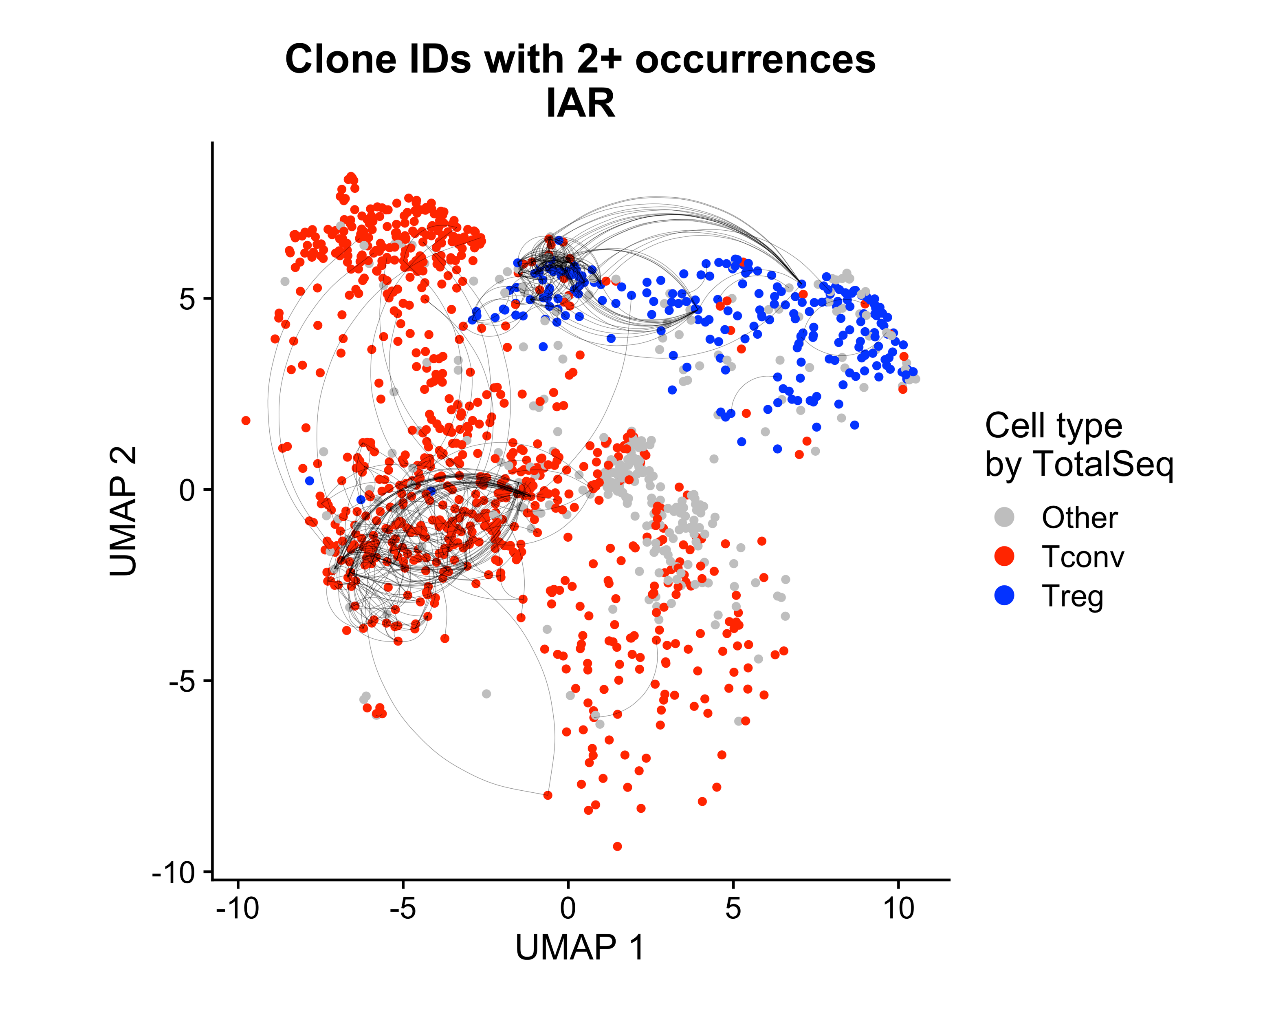 Clone IDs with 2+ occurrences
IAR
5
0
-5
-10
-10
-5
0
5
10
UMAP 1
UMAP 2
Cell type
by TotalSeq
Other
Tconv
Treg